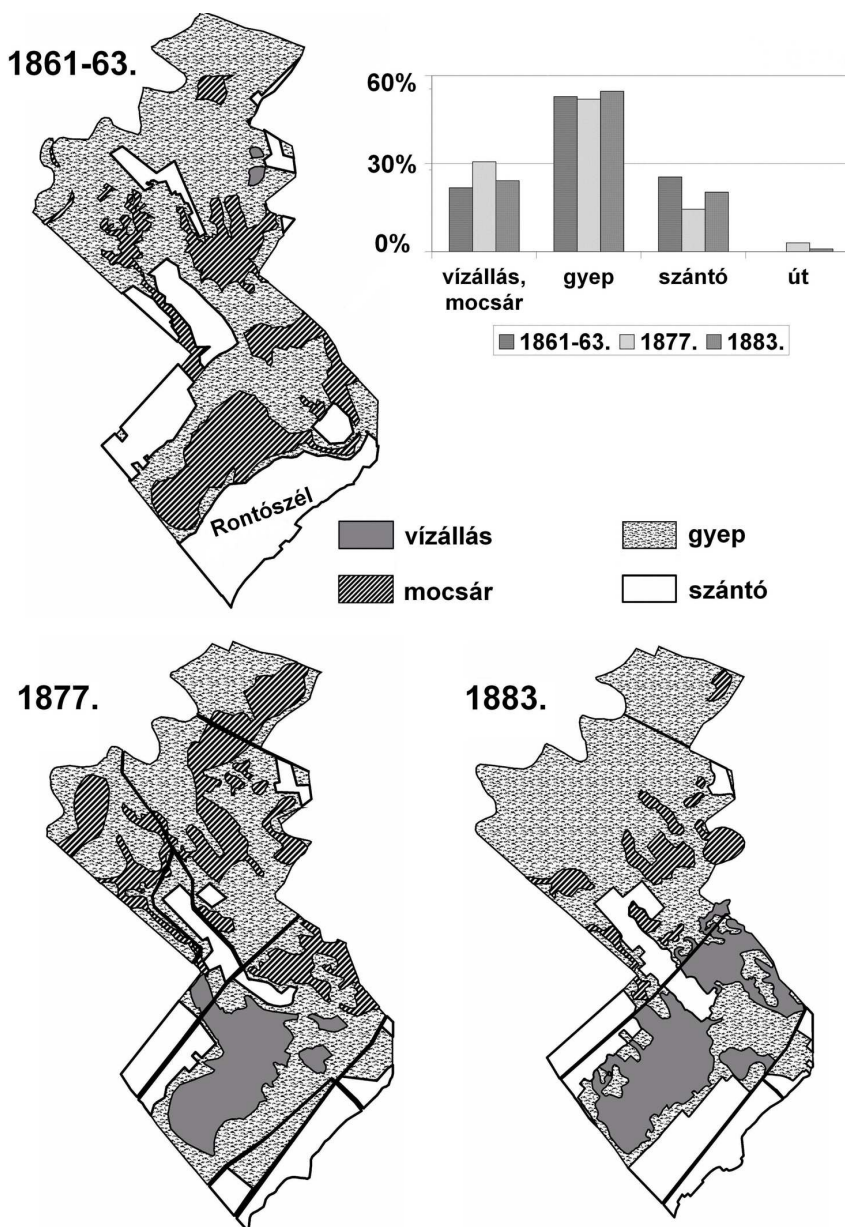 1861-63.
60%
30%
0%
vízállás,
mocsár
gyep
szántó
út
1861-63.
1877.
1883.
Rontószél
vízállás
gyep
mocsár
szántó
1877.
1883.